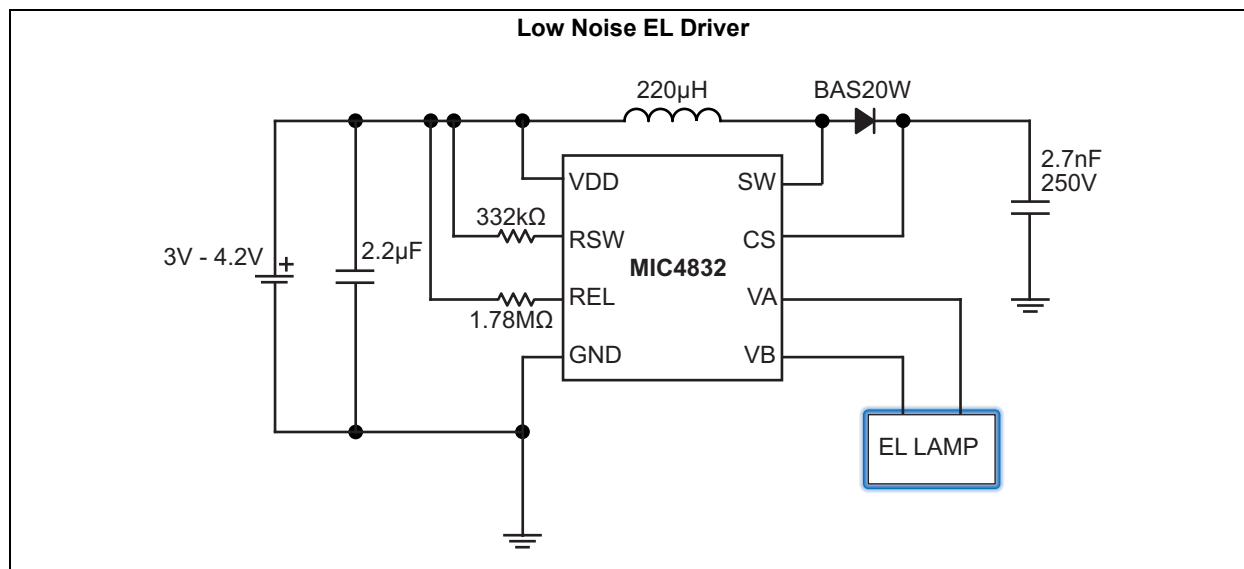 Low Noise EL Driver
220µH
BAS20W
2.7nF
250V
VDD
SW
332kΩ
RSW
CS
3V - 4.2V
+
2.2µF
MIC4832
REL
VA
1.78MΩ
GND
VB
EL LAMP